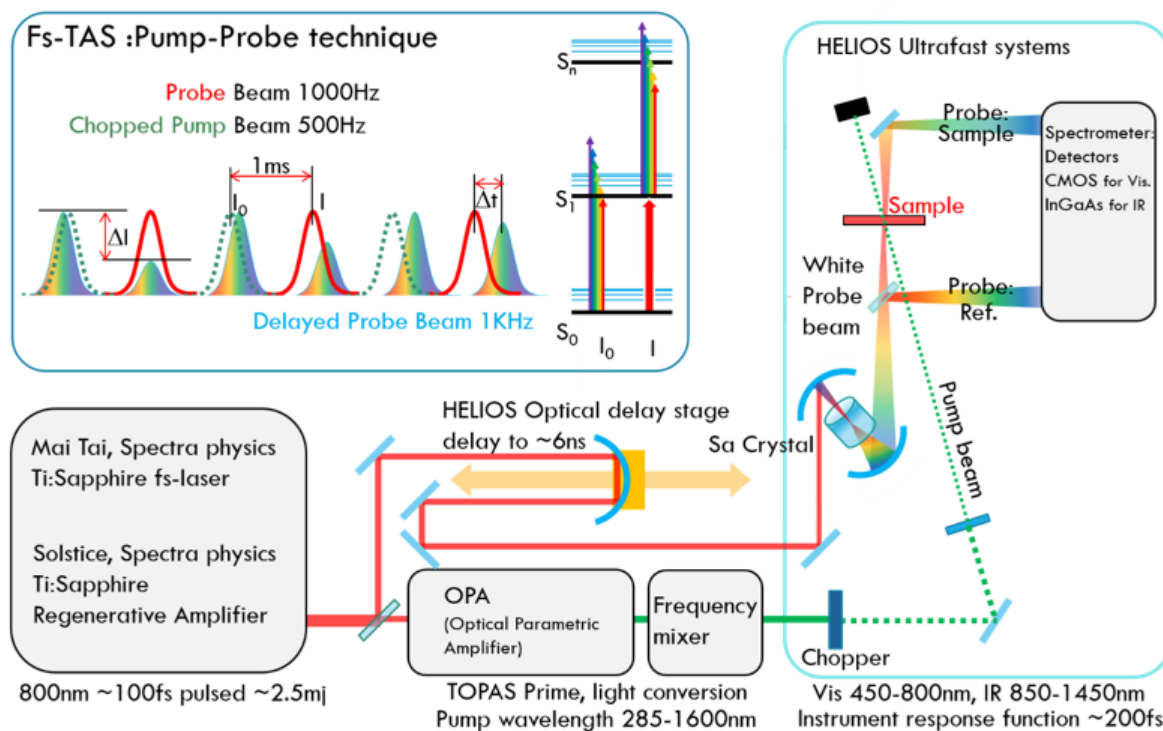 Fs-TAS :Pump-Probe technique
Probe Beam 1000Hz
Chopped Pump Beam 500Hz
1ms
I0
I
Δt
ΔI
Delayed Probe Beam 1KHz
Sn
S1
S0
I0
I
HELIOS Ultrafast systems
Probe:
Sample
Spectrometer:
Detectors
CMOS for Vis.
InGaAs for IR
Sample
White
Probe
beam
Probe:
Ref.
Pump beam
Sa Crystal
HELIOS Optical delay stage
delay to ~6ns
Mai Tai, Spectra physics
Ti:Sapphire fs-laser
Solstice, Spectra physics
Ti:Sapphire
Regenerative Amplifier
800nm ~100fs pulsed ~2.5mj
OPA
(Optical Parametric
Amplifier)
Frequency
mixer
TOPAS Prime, light conversion
Pump wavelength 285-1600nm
Chopper
Vis 450-800nm, IR 850-1450nm
Instrument response function ~200fs